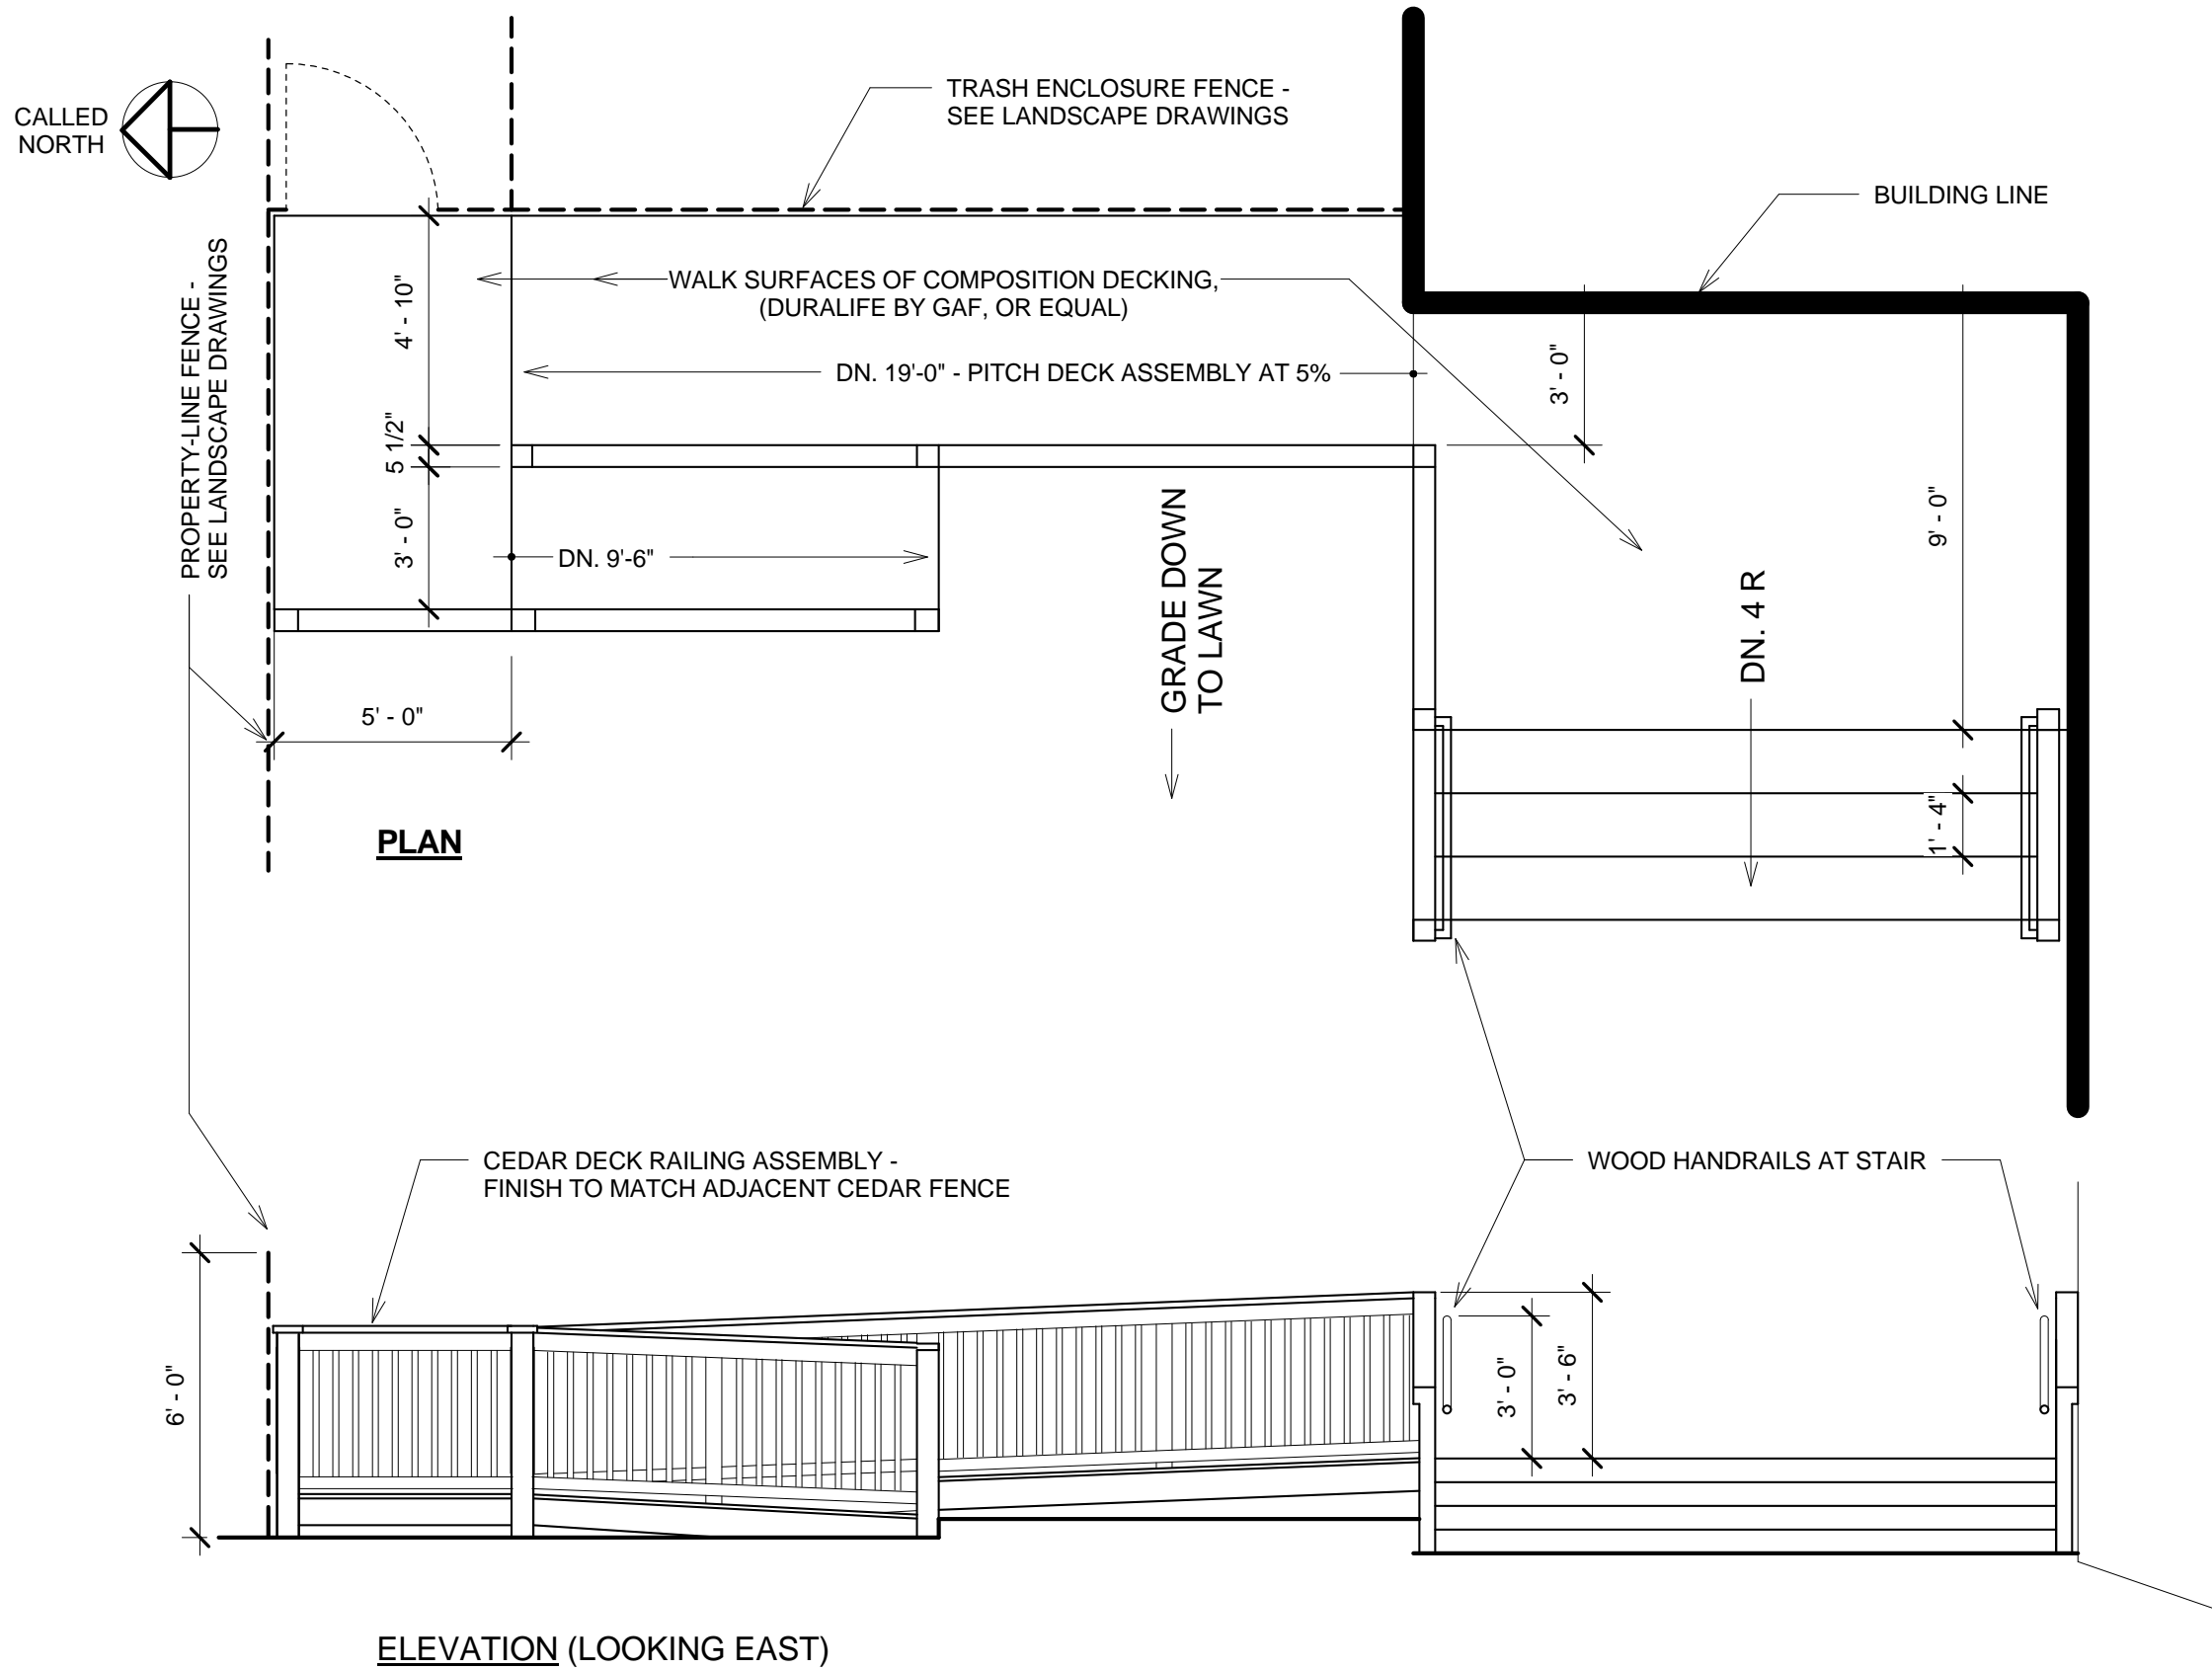 CALLED
NORTH
TRASH ENCLOSURE FENCE -
SEE LANDSCAPE DRAWINGS
BUILDING LINE
PROPERTY-LINE FENCE -
SEE LANDSCAPE DRAWINGS
4' - 10"
WALK SURFACES OF COMPOSITION DECKING,
(DURALIFE BY GAF, OR EQUAL)
DN. 19'-0" - PITCH DECK ASSEMBLY AT 5%
3' - 0"
5 1/2"
3' - 0"
DN. 9'-6"
GRADE DOWN
TO LAWN
9' - 0"
DN. 4 R
5' - 0"
1' - 4"
PLAN
CEDAR DECK RAILING ASSEMBLY -
FINISH TO MATCH ADJACENT CEDAR FENCE
WOOD HANDRAILS AT STAIR
6' - 0"
3' - 0"
3' - 6"
ELEVATION (LOOKING EAST)